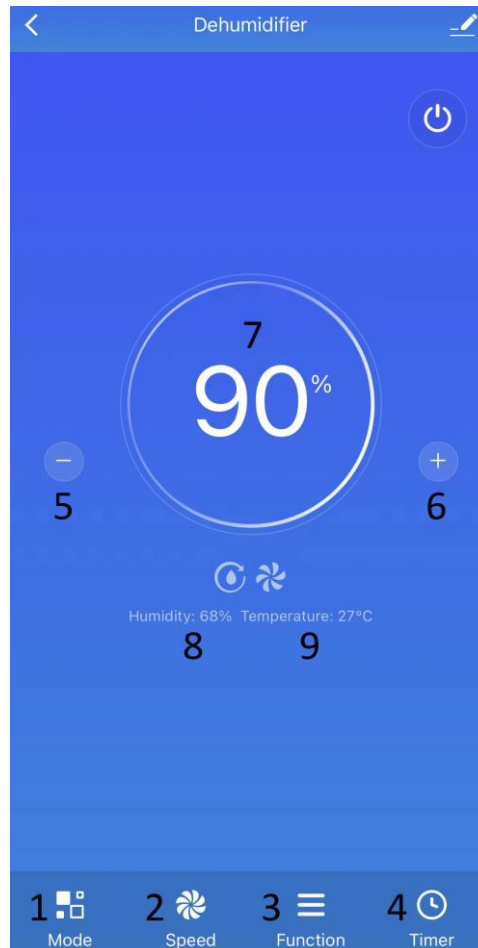 Dehumidifier
7
90%
5 6
Humidity: 68% Temperature: 27°C
8 9
1 2 3 4
Mode Speed Function Timer